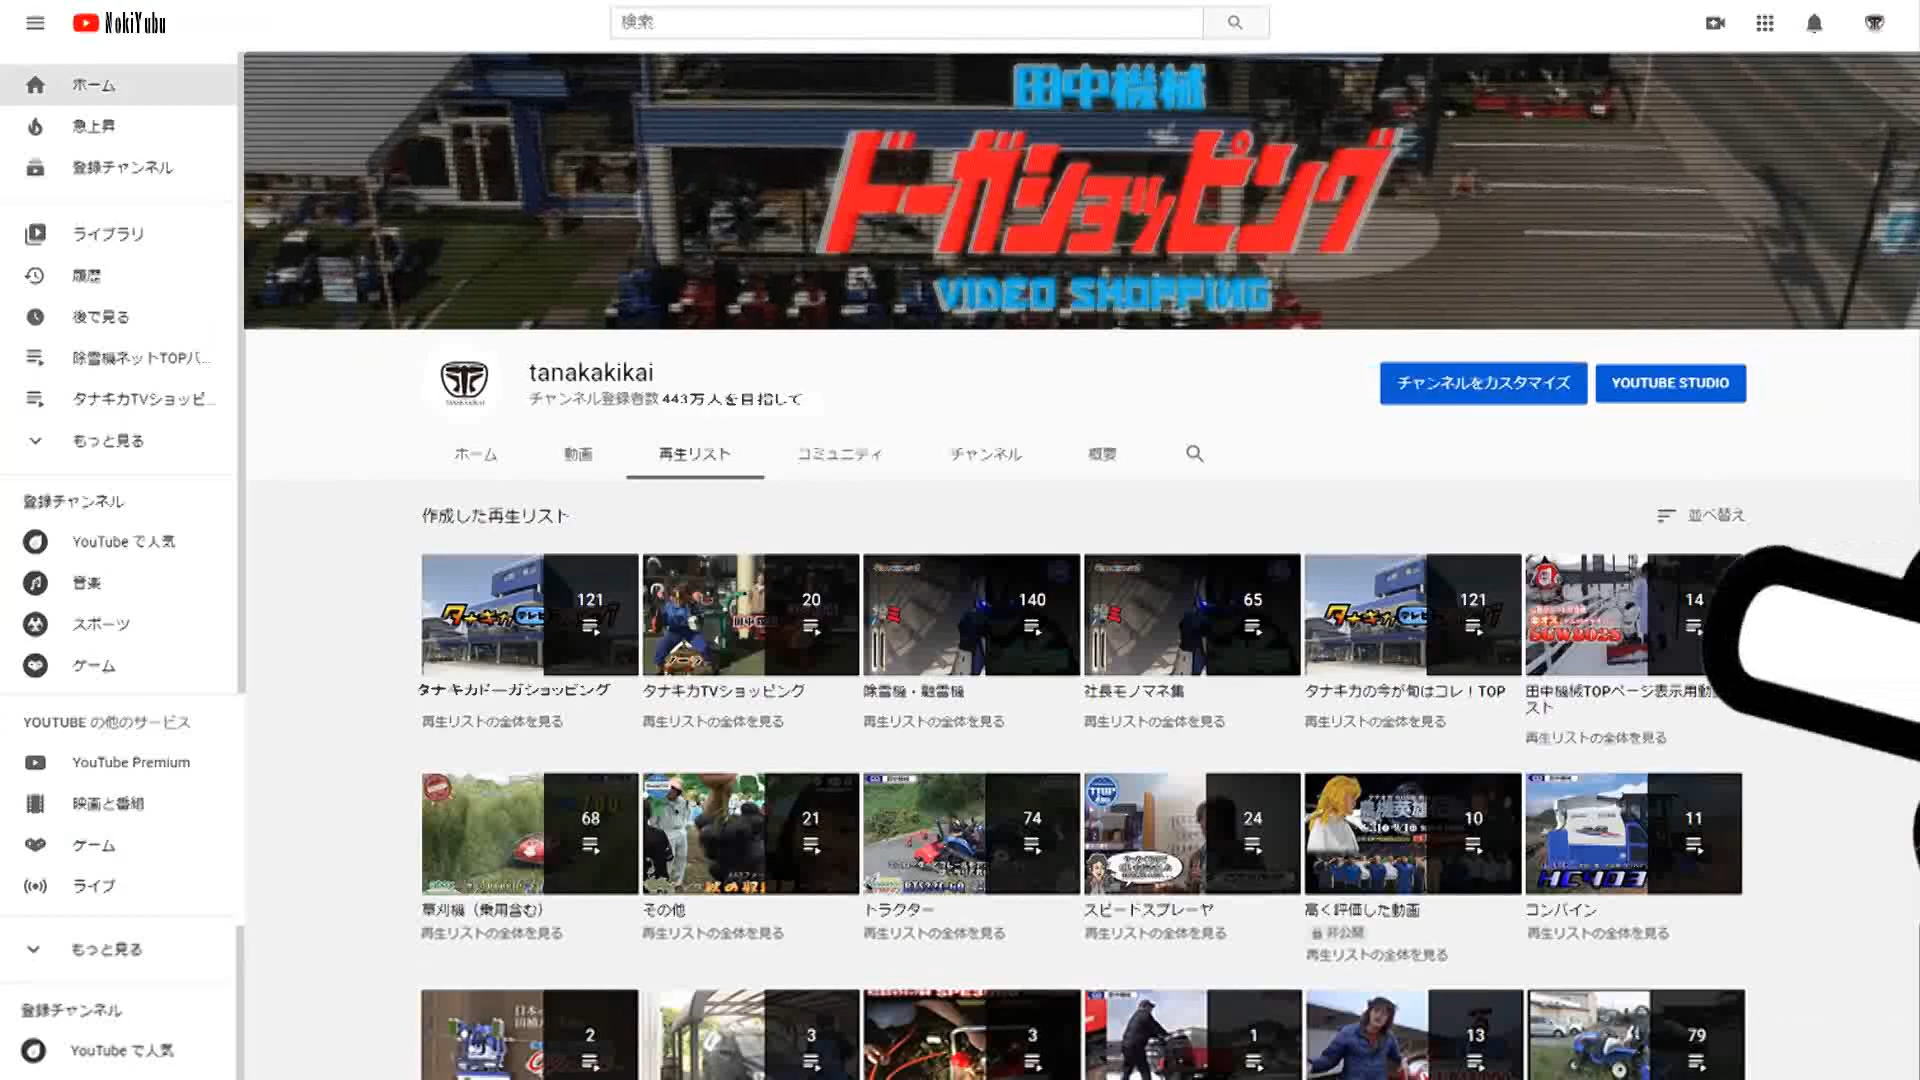 NokiYubu
検索
ホーム
急上昇
登録チャンネル
ライブラリ
履歴
後で見る
除雪機ネットTOPバ...
タナキカTVショッピ...
もっと見る
登録チャンネル
YouTube で人気
音楽
スポーツ
ゲーム
YOUTUBE の他のサービス
YouTube Premium
映画と番組
ゲーム
ライブ
もっと見る
登録チャンネル
YouTube で人気
田中機械
ドーガショッピング
VIDEO SHOPPING
tanakakikai
チャンネル登録者数 443万人を目指して
チャンネルをカスタマイズ
YOUTUBE STUDIO
ホーム 動画 再生リスト コミュニティ チャンネル 概要
作成した再生リスト
並べ替え
121 20 140 65 121 14
タナキカドーガショッピング
再生リストの全体を見る
タナキカTVショッピング
再生リストの全体を見る
除雪機・融雪機
再生リストの全体を見る
社長モノマネ集
再生リストの全体を見る
タナキカの今が旬はコレ！TOP
再生リストの全体を見る
田中機械TOPページ表示用動
スト
再生リストの全体を見る
68 21 74 24 10 11
草刈機（乗用含む）
再生リストの全体を見る
その他
再生リストの全体を見る
トラクター
再生リストの全体を見る
スピードスプレーヤ
再生リストの全体を見る
高く評価した動画
非公開
再生リストの全体を見る
HC403
コンバイン
再生リストの全体を見る
2 3 3 1 13 79